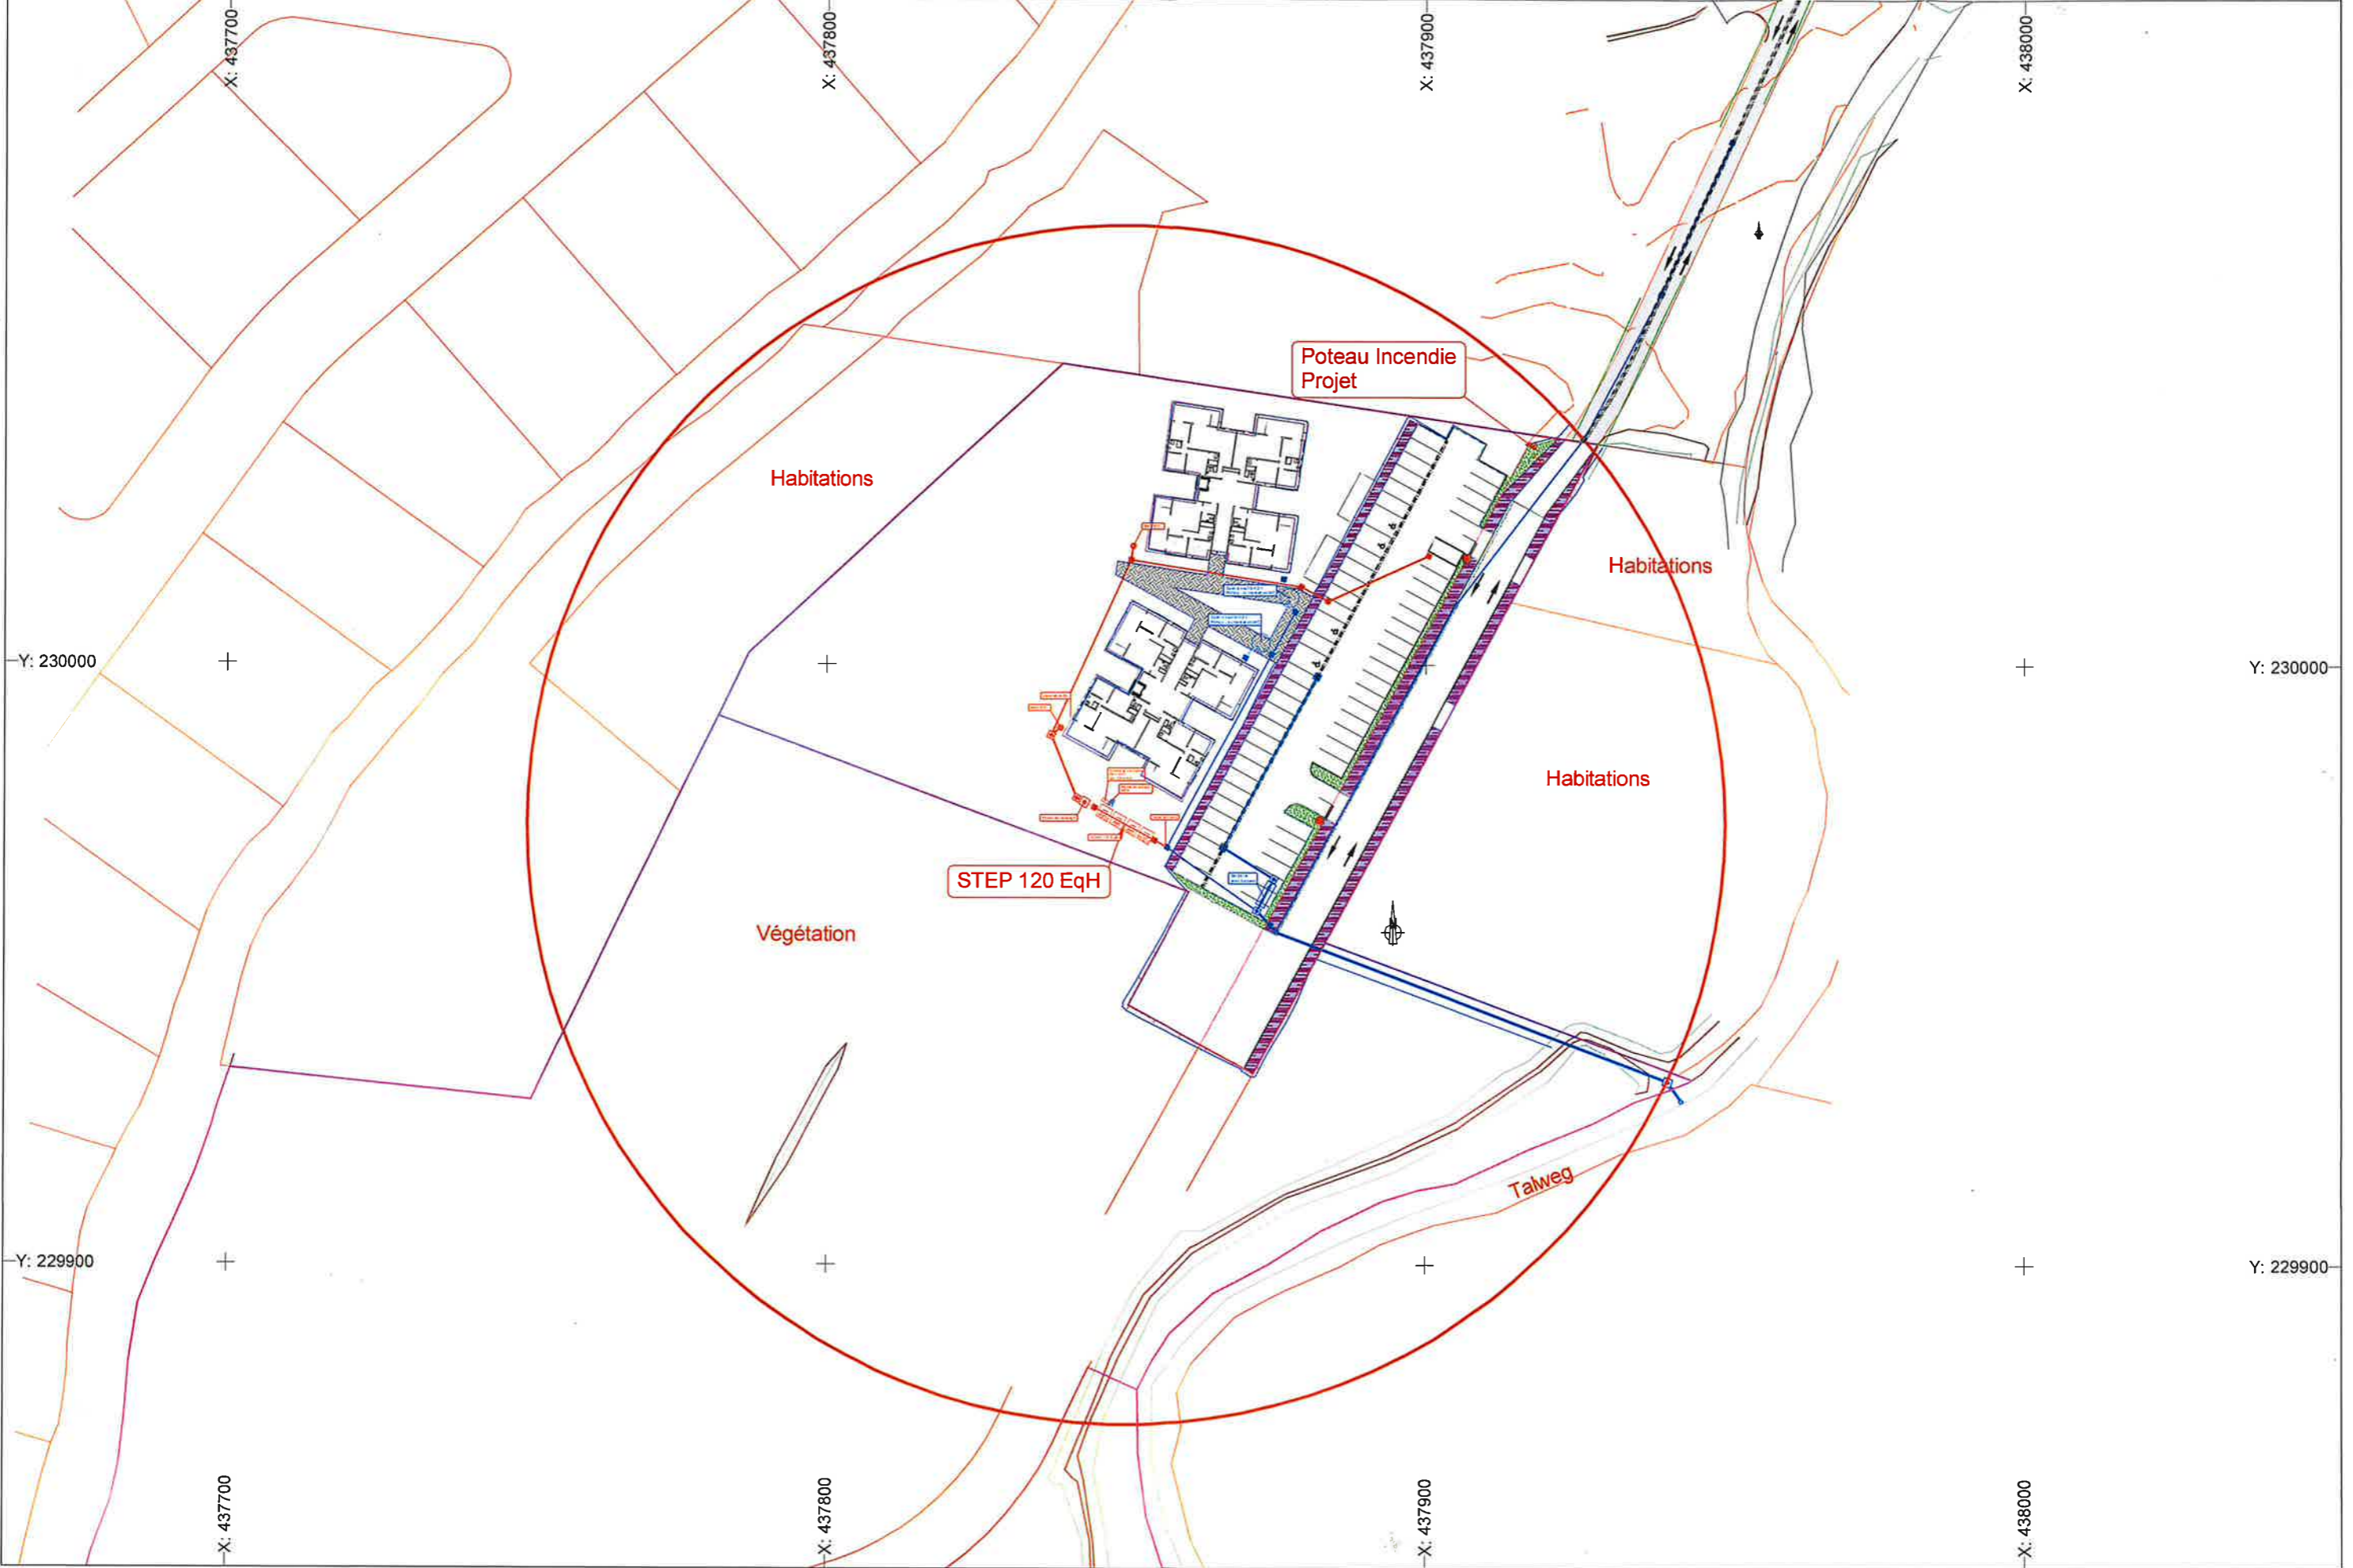 X: 437700
X: 437800
X: 437900
X: 438000
Poteau Incendie
Projet
Habitations
Habitations
Y: 230000
Y: 230000
Habitations
STEP 120 EqH
Végétation
Talweg
Y: 229900
Y: 229900
X: 437700
X: 437800
X: 437900
X: 438000